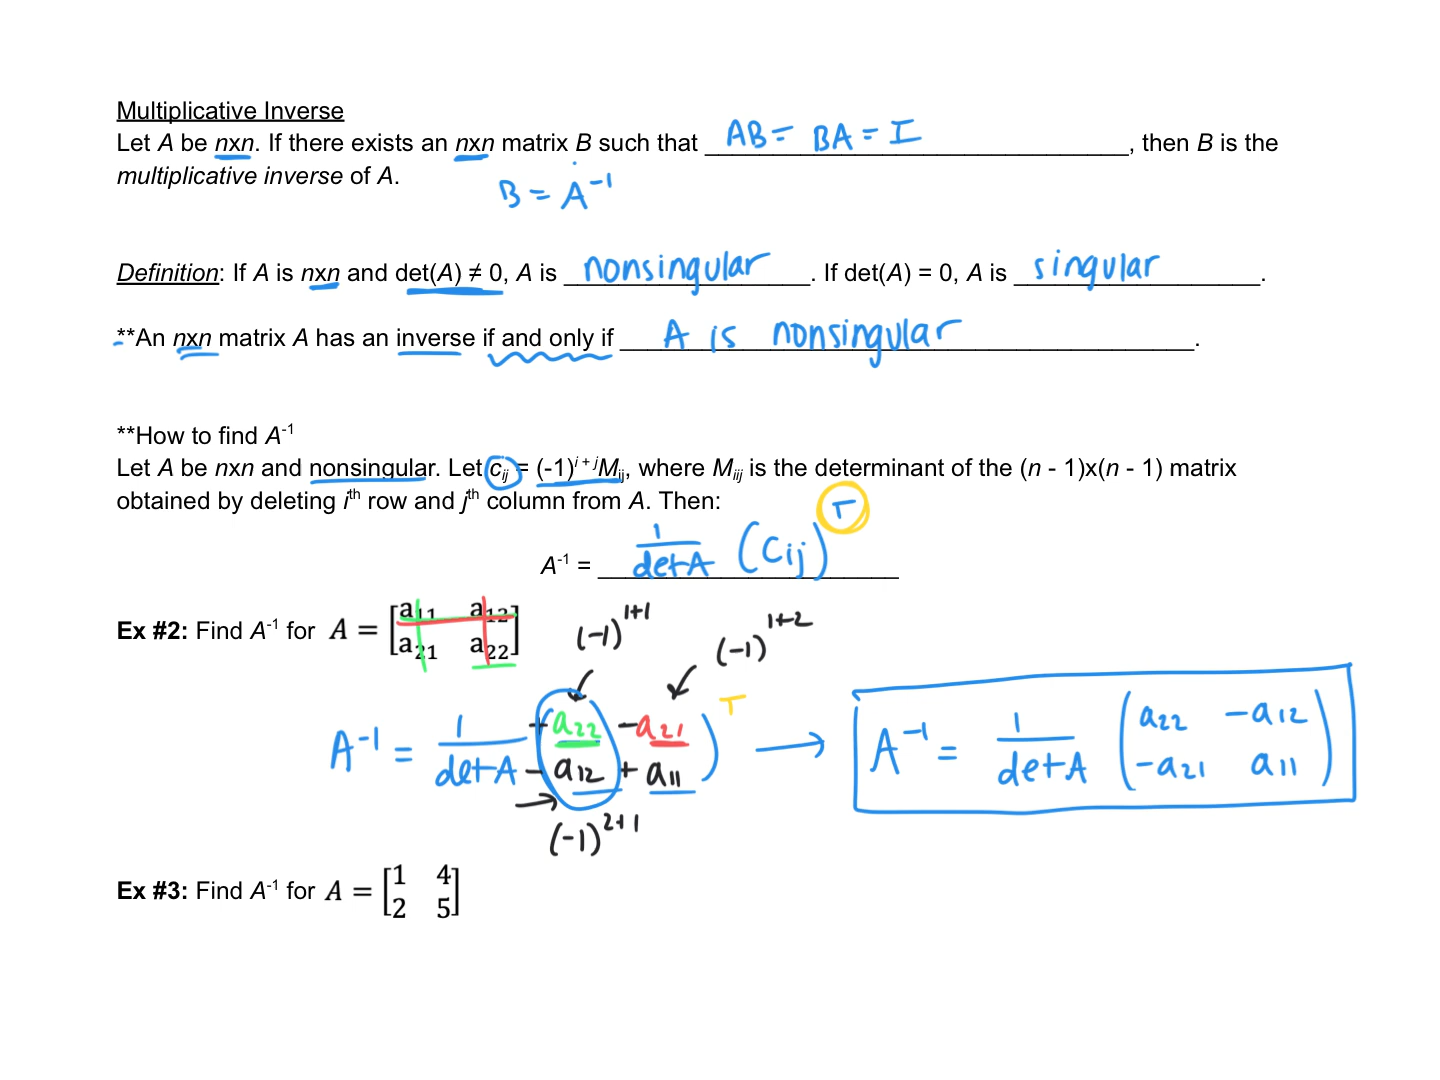 Multiplicative Inverse
Let A be nxn. If there exists an nxn matrix B such that AB = BA = I, then B is the
multiplicative inverse of A.
B = A⁻¹
Definition: If A is nxn and det(A) ≠ 0, A is nonsingular. If det(A) = 0, A is singular.
**An nxn matrix A has an inverse if and only if A is nonsingular.
**How to find A⁻¹
Let A be nxn and nonsingular. Let cᵢⱼ = (-1)ⁱ⁺ʲMᵢⱼ, where Mᵢᵢⱼ is the determinant of the (n - 1)x(n - 1) matrix
obtained by deleting iᵗʰ row and jᵗʰ column from A. Then:
A⁻¹ = 1/detA (cᵢⱼ)ᵀ
Ex #2: Find A⁻¹ for A = [a₁₁ a₁₂
a₂₁ a₂₂]
(-1)¹⁺¹ (-1)¹⁺²
A⁻¹ = 1/detA (+a₂₂ -a₂₁
-a₁₂ +a₁₁)ᵀ → A⁻¹ = 1/detA (a₂₂ -a₁₂
-a₂₁ a₁₁)
(-1)²⁺¹
Ex #3: Find A⁻¹ for A = [1 4
2 5]